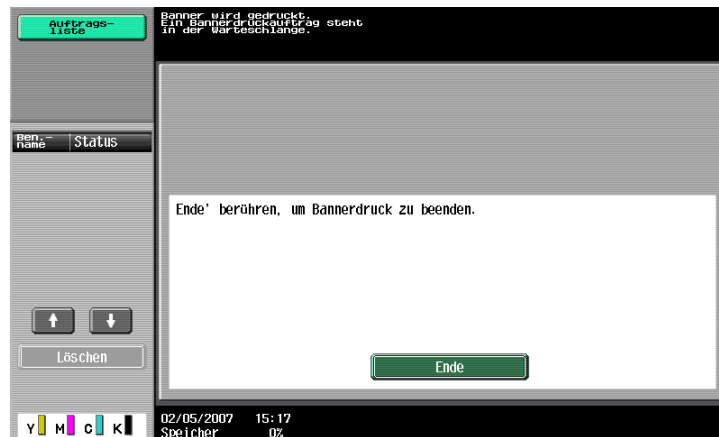 Auftrags-
liste
Banner wird gedruckt.
Ein Bannerdruckauftrag steht
in der Warteschlange.
Ben.-
name
Status
Ende’ berühren, um Bannerdruck zu beenden.
Löschen
Ende
Y M C K
02/05/2007 15:17
Speicher 0%